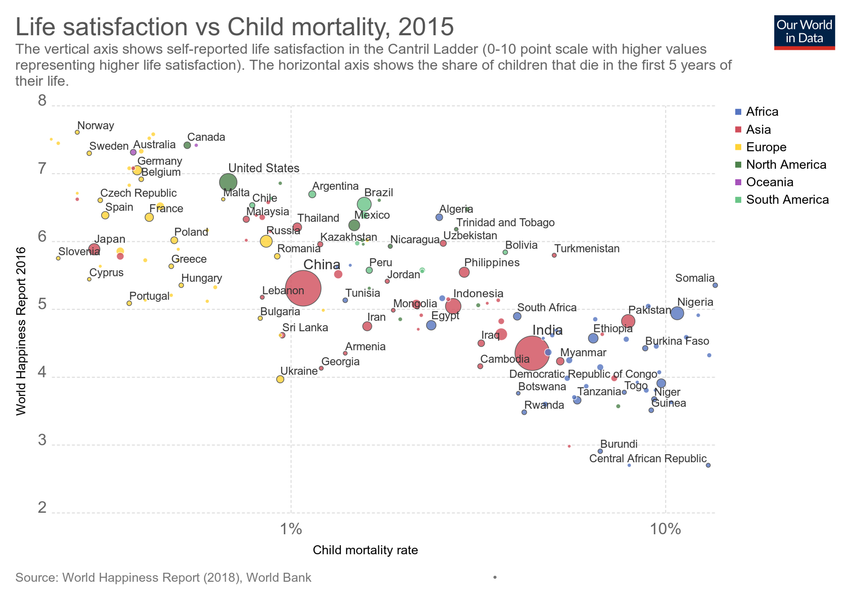 Life satisfaction vs Child mortality, 2015
Our World
in Data
The vertical axis shows self-reported life satisfaction in the Cantril Ladder (0-10 point scale with higher values
representing higher life satisfaction). The horizontal axis shows the share of children that die in the first 5 years of
their life.
8
Africa
Asia
Europe
North America
Oceania
South America
Norway
Canada
Sweden
Australia
Germany
7
United States
Belgium
Argentina
Czech Republic
Malta
Chile
Brazil
Spain
France
Malaysia
Thailand
Mexico
Algeria
Trinidad and Tobago
Poland
Russia
Kazakhstan
Nicaragua
Uzbekistan
6
Japan
Romania
Bolivia
Turkmenistan
Slovenia
Greece
China
Peru
Philippines
Cyprus
Hungary
Jordan
Somalia
Portugal
Lebanon
Tunisia
Mongolia
Indonesia
Nigeria
5
Bulgaria
South Africa
Pakistan
Sri Lanka
Iran
Egypt
Iraq
India
Ethiopia
Armenia
Burkina Faso
Georgia
Cambodia
Myanmar
Ukraine
Democratic Republic of Congo
4
Botswana
Tanzania
Togo
Niger
Rwanda
Guinea
3
Burundi
Central African Republic
2
World Happiness Report 2016
1%
10%
Child mortality rate
Source: World Happiness Report (2018), World Bank